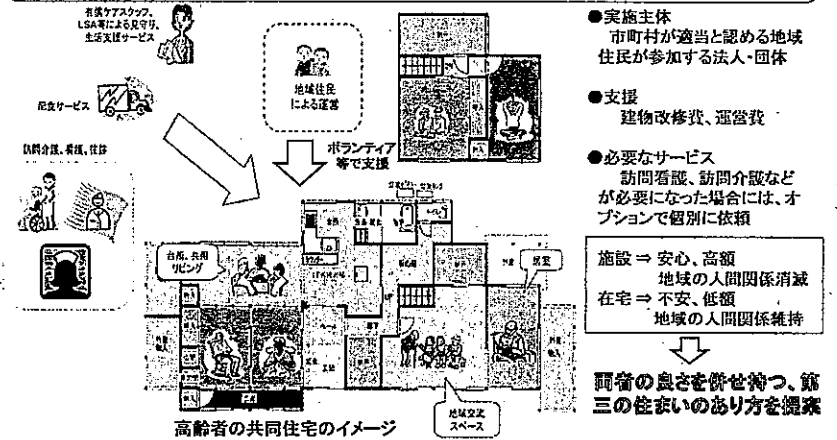 有償ケアスタッフ、
LSA等による見守り、
生活支援サービス
配食サービス
訪問介護、看護、往診
地域住民
による運営
ボランティア
等で支援
台所、共用
リビング
居室
地域交流
スペース
高齢者の共同住宅のイメージ
●実施主体
市町村が適当と認める地域
住民が参加する法人・団体
●支援
建物改修費、運営費
●必要なサービス
訪問看護、訪問介護など
が必要になった場合には、オ
プションで個別に依頼
施設 ⇒ 安心、高額
地域の人間関係消滅
在宅 ⇒ 不安、低額
地域の人間関係維持
両者の良さを併せ持つ、第
三の住まいのあり方を提案